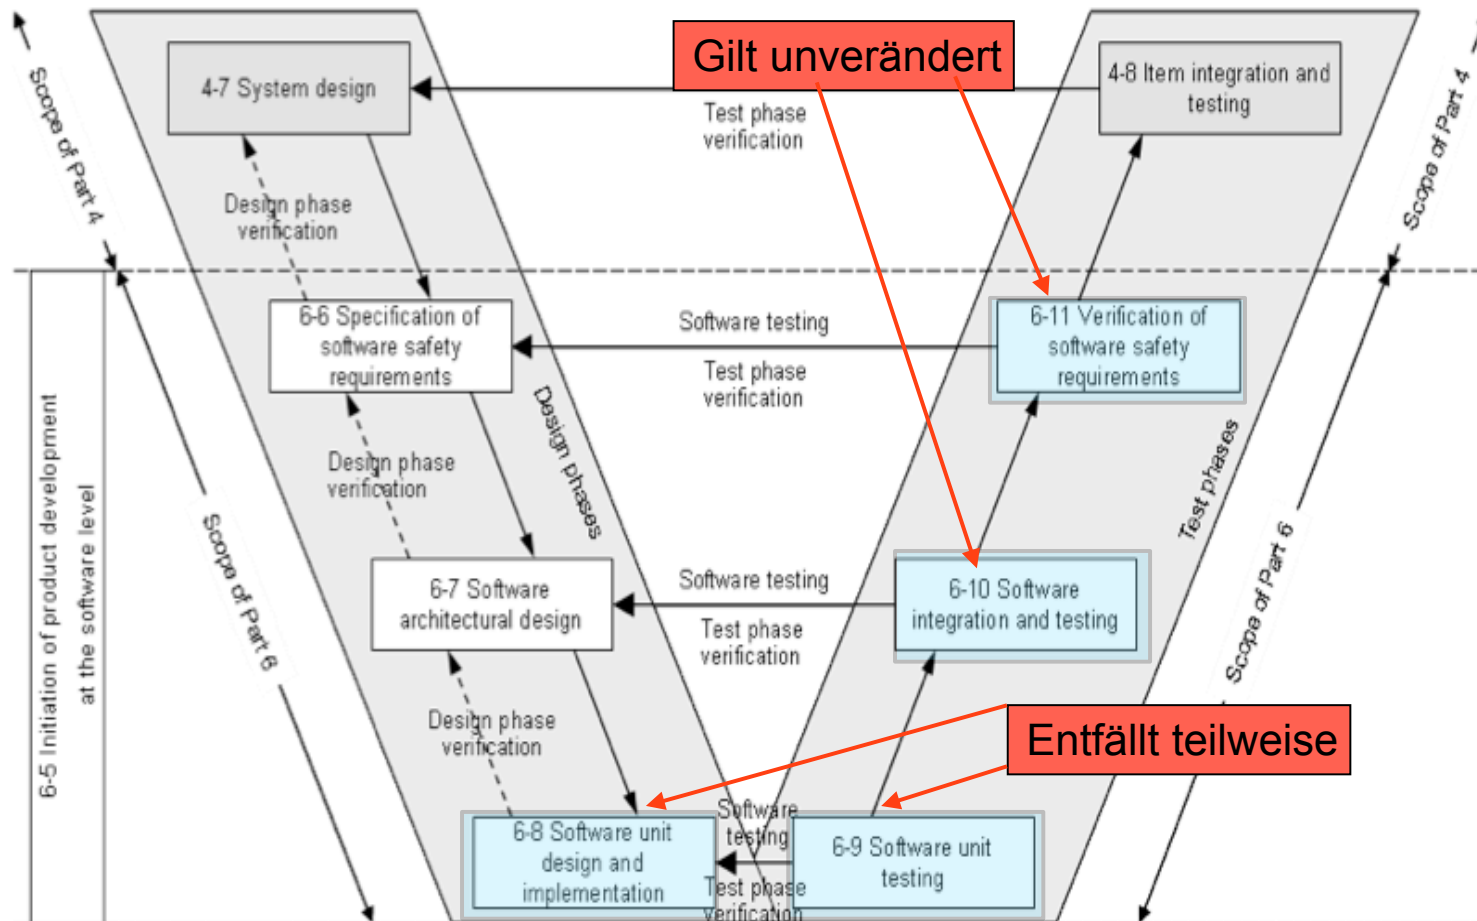 Gilt unverändert
4-7 System design
4-8 Item integration and
testing
Test phase
verification
Scope of Part 4
Scope of Part 4
Design phase
verification
6-6 Specification of
software safety
requirements
Software testing
Test phase
verification
6-11 Verification of
software safety
requirements
Design phases
Test phases
Design phase
verification
6-5 Initiation of product development
at the software level
Scope of Part 6
Scope of Part 6
6-7 Software
architectural design
Software testing
Test phase
verification
6-10 Software
integration and testing
Design phase
verification
Entfällt teilweise
6-8 Software unit
design and
implementation
Software
testing
Test phase
verification
6-9 Software unit
testing